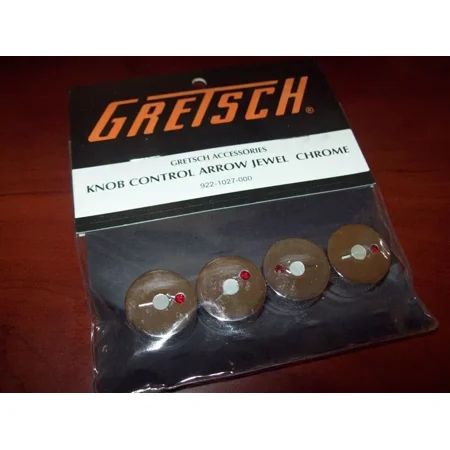 GRETSCH®
GRETSCH ACCESSORIES
KNOB CONTROL ARROW JEWEL CHROME
922-1027-000